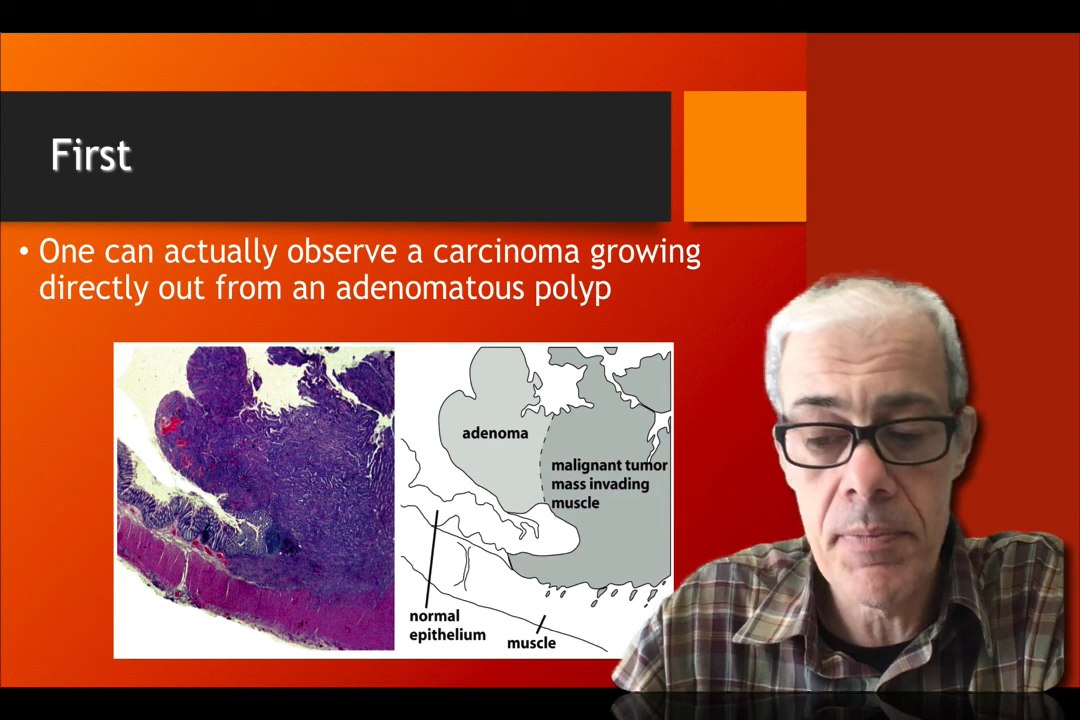 First
• One can actually observe a carcinoma growing
directly out from an adenomatous polyp
adenoma
malignant tumor
mass invading
muscle
normal
epithelium
muscle